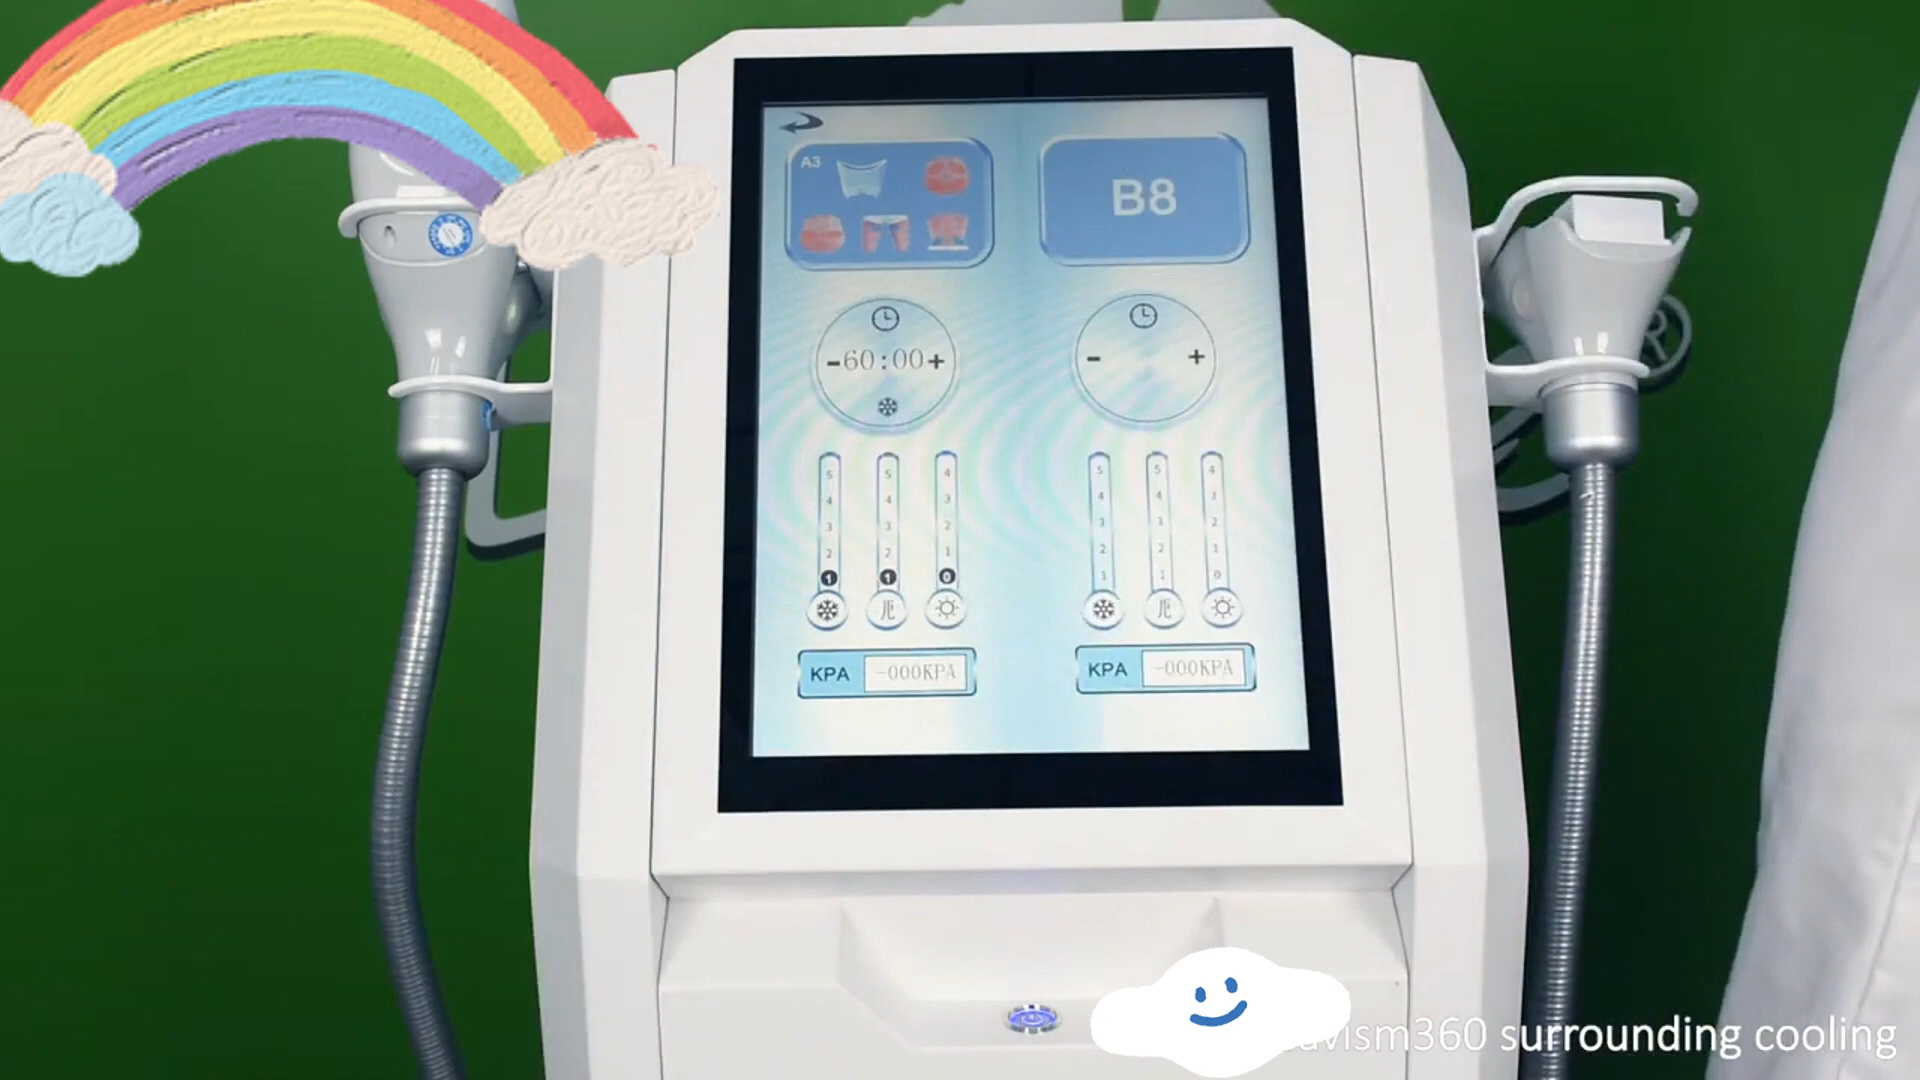 A3
B8
-60:00+
- +
5 5 4
4 4 3
3 3 2
2 2 1
1 1 0
5 5 4
4 4 3
3 3 2
2 2 1
1 1 0
KPA -000KPA
KPA -000KPA
surrounding cooling